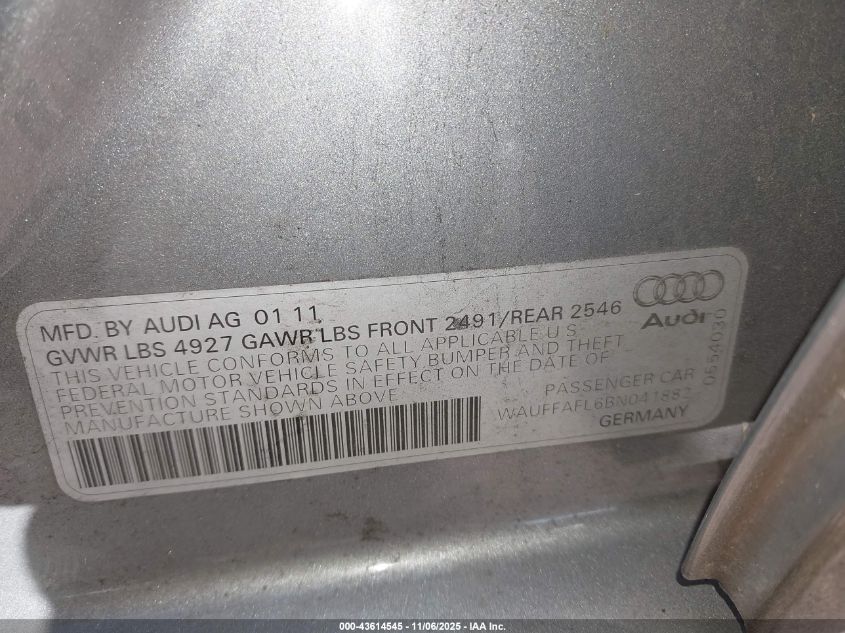 MFD. BY AUDI AG 01 11
GVWR LBS 4927 GAWR LBS FRONT 2491/REAR 2546
THIS VEHICLE CONFORMS TO ALL APPLICABLE U S
FEDERAL MOTOR VEHICLE SAFETY BUMPER AND THEFT
PREVENTION STANDARDS IN EFFECT ON THE DATE OF
MANUFACTURE SHOWN ABOVE
PASSENGER CAR
WAUFFAFL6BN041882
GERMANY
Audi
0654030
000-43614545 - 11/06/2025 - IAA Inc.